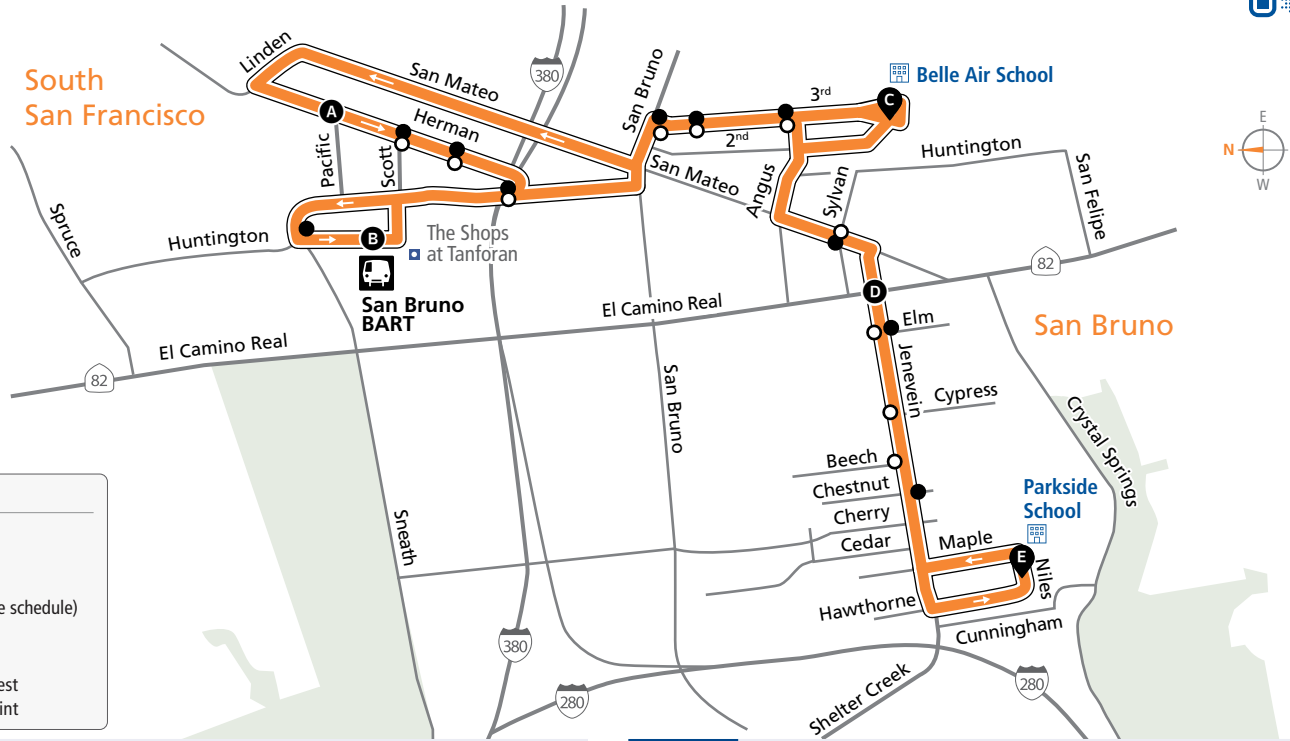 South
San Francisco
Linden
San Mateo
380
San Bruno
Belle Air School
3rd
C
A
Herman
2nd
Pacific
Scott
San Mateo
Angus
Sylvan
Huntington
San Felipe
E
N
W
Spruce
Huntington
B
The Shops
at Tanforan
San Bruno
BART
82
El Camino Real
D
Elm
San Bruno
El Camino Real
82
Jenevein
Cypress
San Bruno
Crystal Springs
Beech
Chestnut
Cherry
Cedar
Parkside
School
Maple
E
Niles
Hawthorne
Cunningham
Sneath
e schedule)
est
int
380
280
Shelter Creek
280